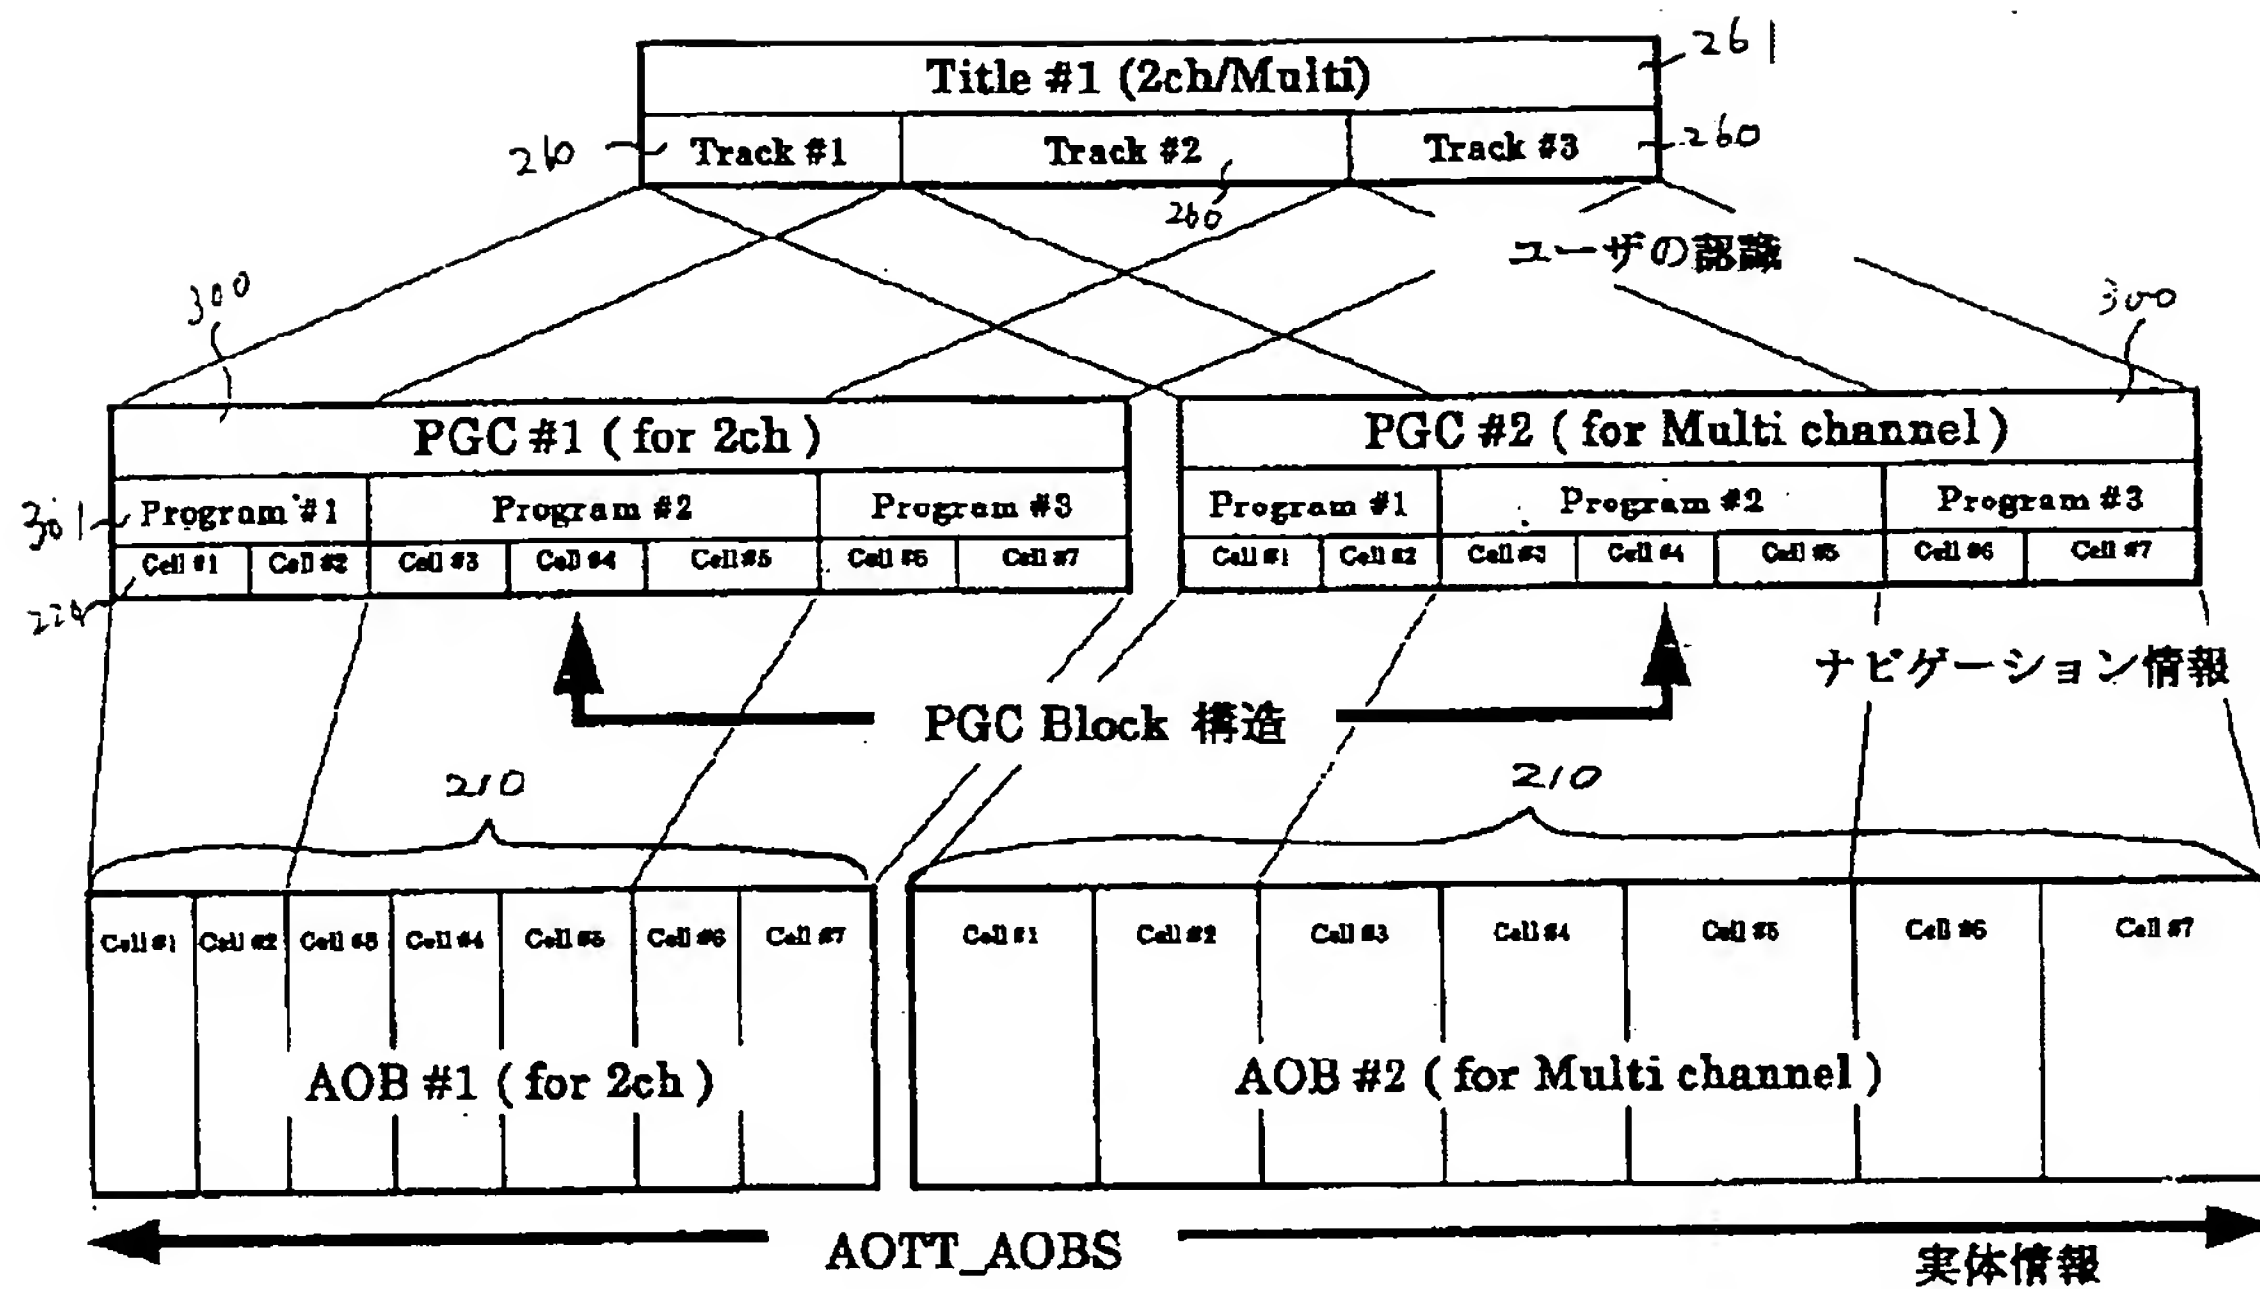 Title #1 (2ch/Multi)
261
260 Track #1 Track #2 Track #3 260
260
ユーザの認識
300 300
PGC #1 ( for 2ch ) PGC #2 ( for Multi channel )
301 Program #1 Program #2 Program #3 Program #1 Program #2 Program #3
Cell #1 Cell #2 Cell #3 Cell #4 Cell #5 Cell #6 Cell #7 Cell #1 Cell #2 Cell #3 Cell #4 Cell #5 Cell #6 Cell #7
ナビゲーション情報
PGC Block 構造
210 210
Cell #1 Cell #2 Cell #3 Cell #4 Cell #5 Cell #6 Cell #7 Cell #1 Cell #2 Cell #3 Cell #4 Cell #5 Cell #6 Cell #7
AOB #1 ( for 2ch ) AOB #2 ( for Multi channel )
AOTT_AOBS
実体情報